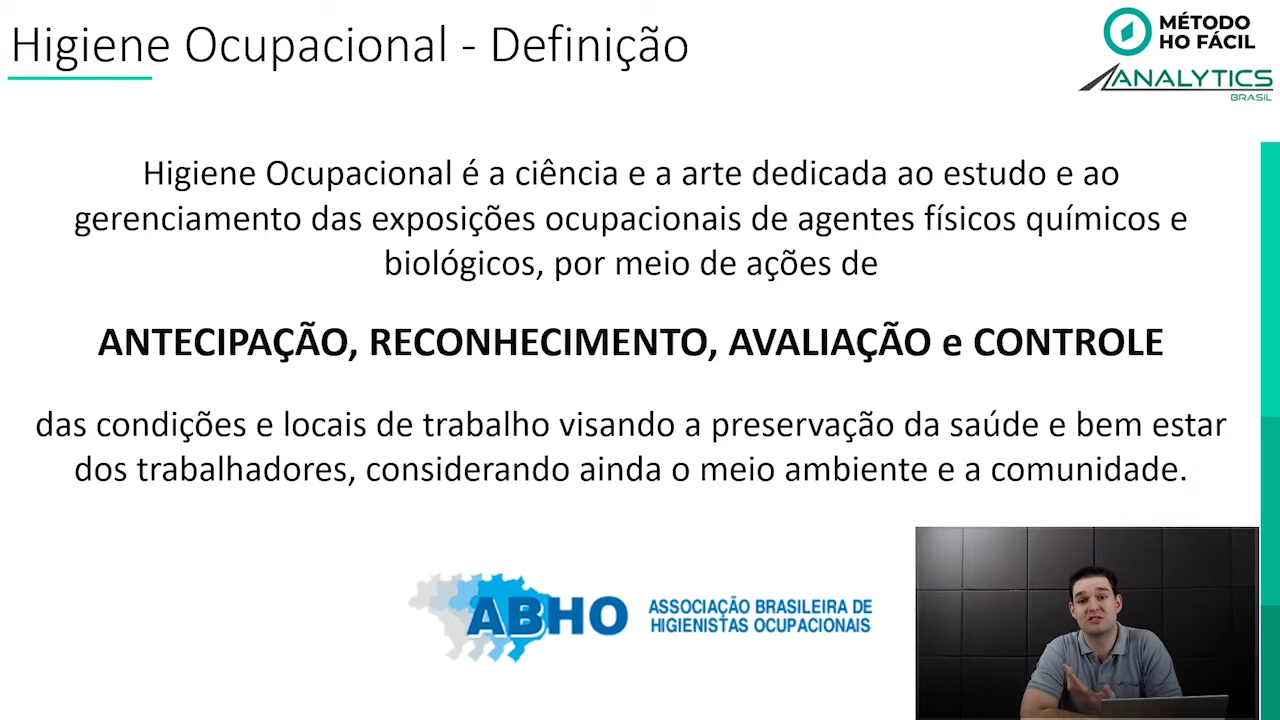 Higiene Ocupacional - Definição
MÉTODO
HO FÁCIL
ANALYTICS
BRASIL
Higiene Ocupacional é a ciência e a arte dedicada ao estudo e ao
gerenciamento das exposições ocupacionais de agentes físicos químicos e
biológicos, por meio de ações de
ANTECIPAÇÃO, RECONHECIMENTO, AVALIAÇÃO e CONTROLE
das condições e locais de trabalho visando a preservação da saúde e bem estar
dos trabalhadores, considerando ainda o meio ambiente e a comunidade.
ABHO
ASSOCIAÇÃO BRASILEIRA DE
HIGIENISTAS OCUPACIONAIS